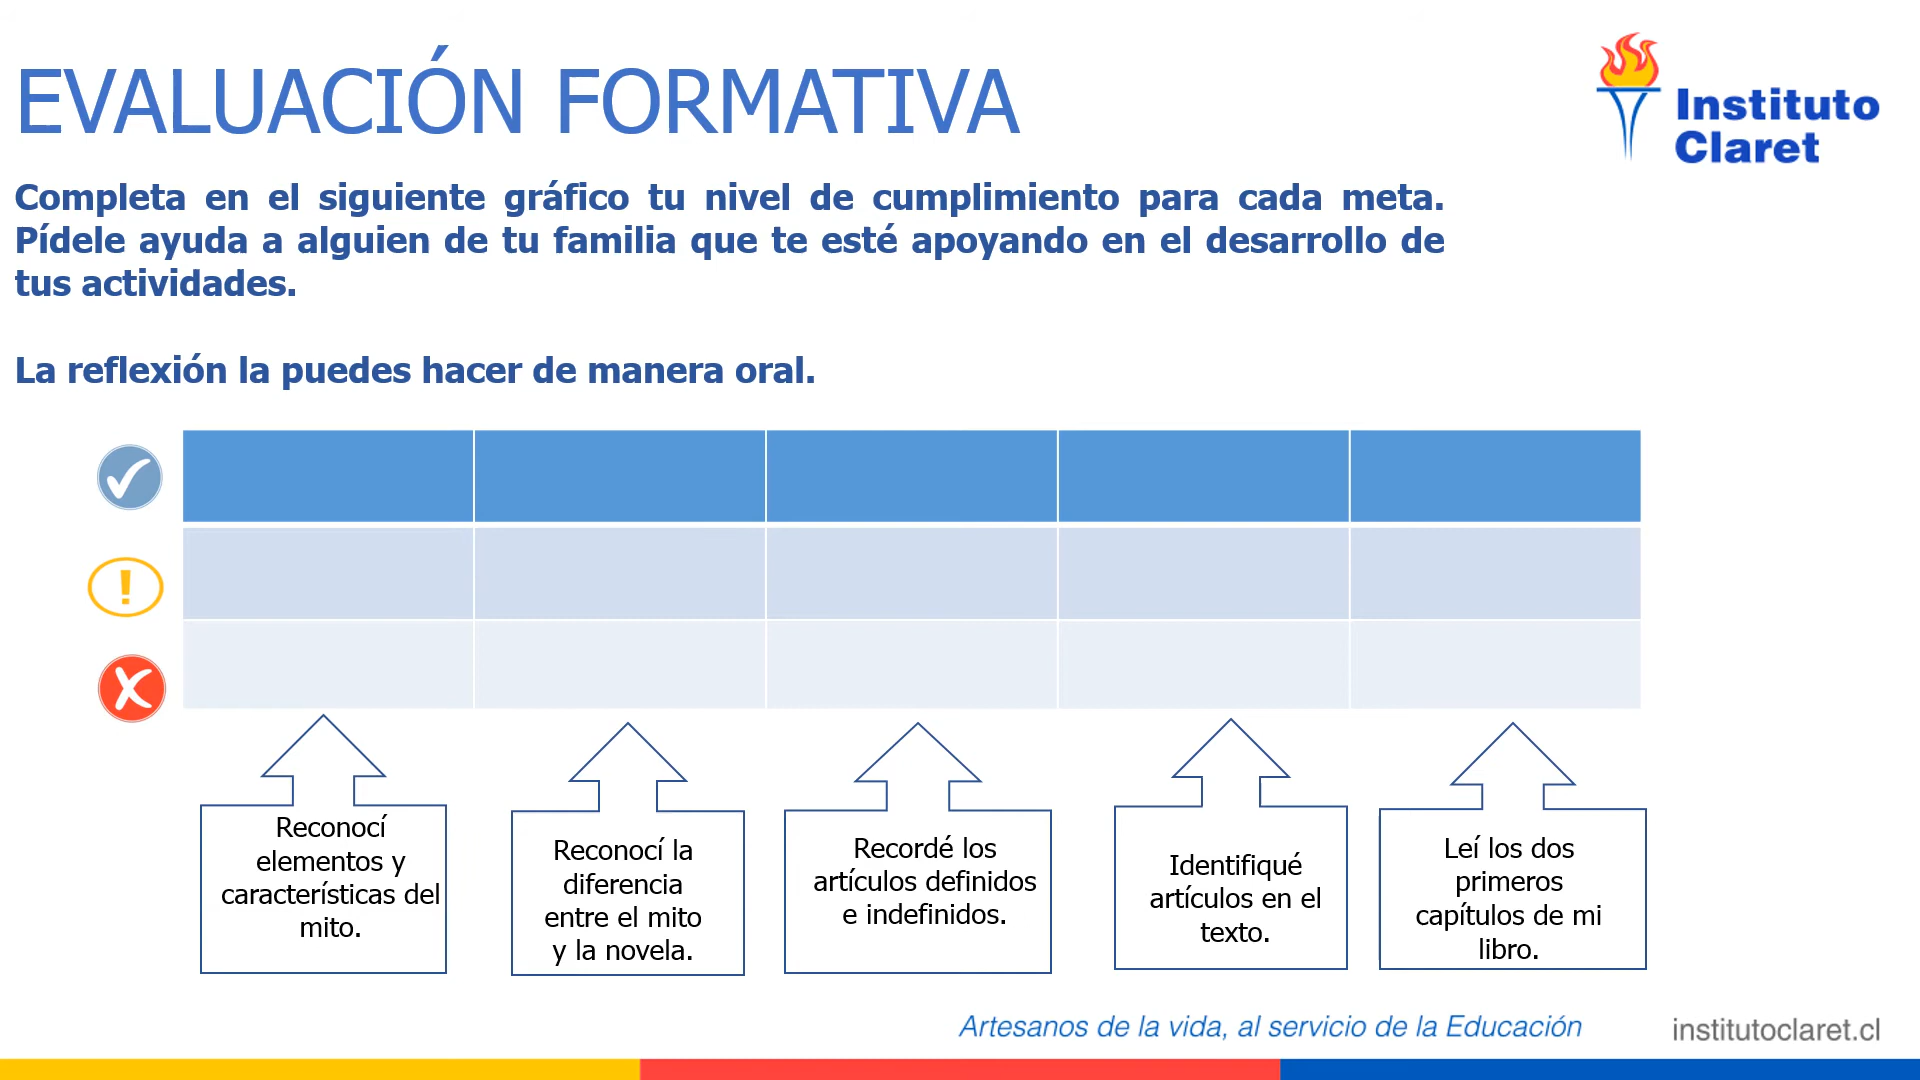 EVALUACIÓN FORMATIVA
Instituto
Claret
Completa en el siguiente gráfico tu nivel de cumplimiento para cada meta.
Pídele ayuda a alguien de tu familia que te esté apoyando en el desarrollo de
tus actividades.
La reflexión la puedes hacer de manera oral.
!
Reconocí
elementos y
características del
mito.
Reconocí la
diferencia
entre el mito
y la novela.
Recordé los
artículos definidos
e indefinidos.
Identifiqué
artículos en el
texto.
Leí los dos
primeros
capítulos de mi
libro.
Artesanos de la vida, al servicio de la Educación
institutoclaret.cl